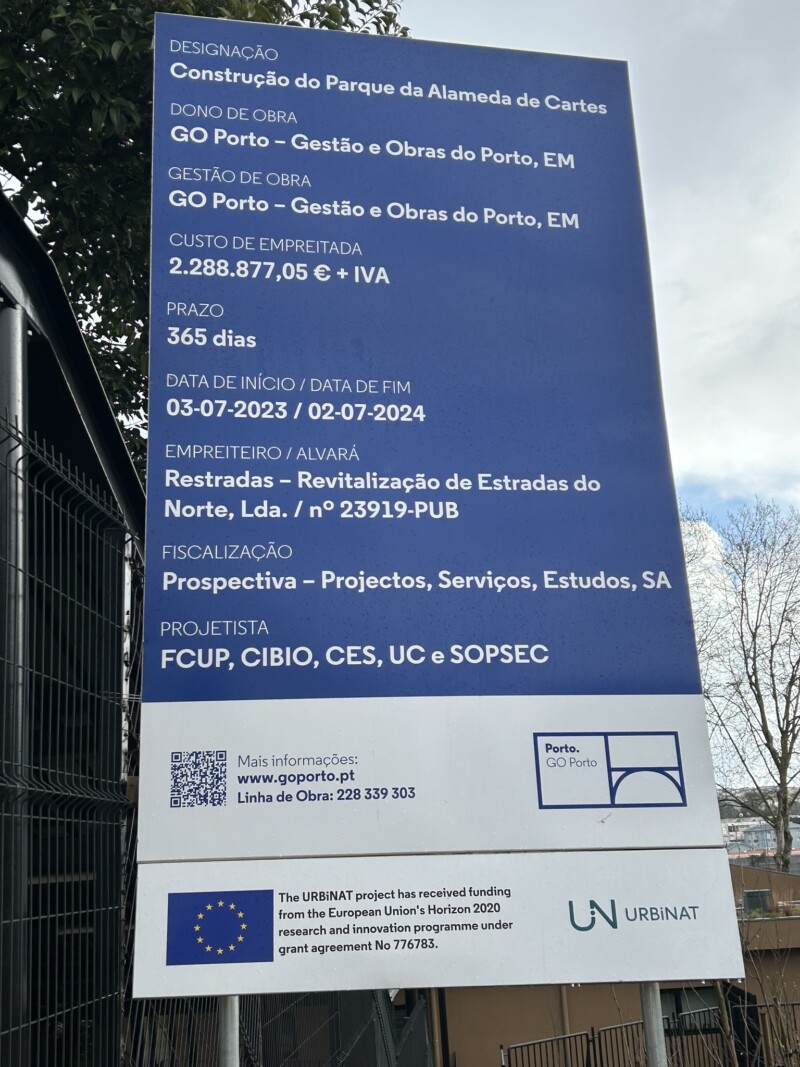 DESIGNAÇÃO
Construção do Parque da Alameda de Cartes
DONO DE OBRA
GO Porto – Gestão e Obras do Porto, EM
GESTÃO DE OBRA
GO Porto – Gestão e Obras do Porto, EM
CUSTO DE EMPREITADA
2.288.877,05 € + IVA
PRAZO
365 dias
DATA DE INÍCIO / DATA DE FIM
03-07-2023 / 02-07-2024
EMPREITEIRO / ALVARÁ
Restradas – Revitalização de Estradas do
Norte, Lda. / nº 23919-PUB
FISCALIZAÇÃO
Prospectiva – Projectos, Serviços, Estudos, SA
PROJETISTA
FCUP, CIBIO, CES, UC e SOPSEC
Mais informações:
www.goporto.pt
Linha de Obra: 228 339 303
Porto.
GO Porto
The URBiNAT project has received funding
from the European Union's Horizon 2020
research and innovation programme under
grant agreement No 776783.
UiN URBiNAT